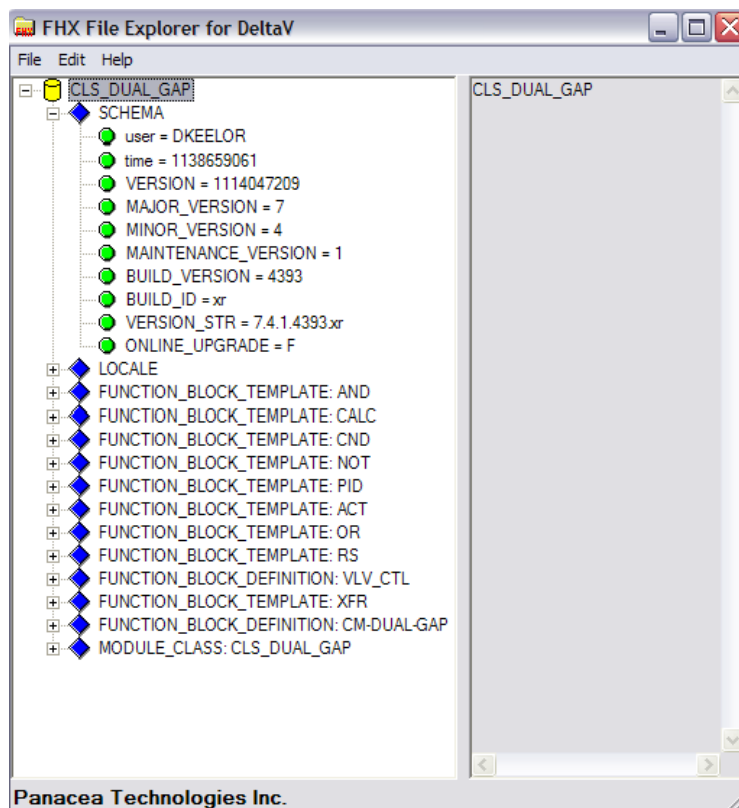 FHX File Explorer for DeltaV
File Edit Help
CLS_DUAL_GAP
CLS_DUAL_GAP
SCHEMA
user = DKEELOR
time = 1138659061
VERSION = 1114047209
MAJOR_VERSION = 7
MINOR_VERSION = 4
MAINTENANCE_VERSION = 1
BUILD_VERSION = 4393
BUILD_ID = xr
VERSION_STR = 7.4.1.4393.xr
ONLINE_UPGRADE = F
LOCALE
FUNCTION_BLOCK_TEMPLATE: AND
FUNCTION_BLOCK_TEMPLATE: CALC
FUNCTION_BLOCK_TEMPLATE: CND
FUNCTION_BLOCK_TEMPLATE: NOT
FUNCTION_BLOCK_TEMPLATE: PID
FUNCTION_BLOCK_TEMPLATE: ACT
FUNCTION_BLOCK_TEMPLATE: OR
FUNCTION_BLOCK_TEMPLATE: RS
FUNCTION_BLOCK_DEFINITION: VLV_CTL
FUNCTION_BLOCK_TEMPLATE: XFR
FUNCTION_BLOCK_DEFINITION: CM-DUAL-GAP
MODULE_CLASS: CLS_DUAL_GAP
Panacea Technologies Inc.